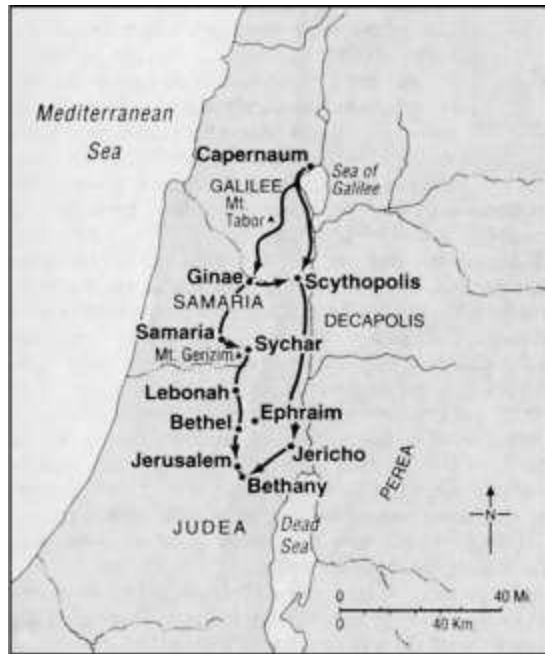 Mediterranean
Sea
Capernaum
Sea of
Galilee
GALILEE
Mt.
Tabor
Ginae
Scythopolis
SAMARIA
DECAPOLIS
Samaria
Sychar
Mt. Gerizim
Lebonah
Ephraim
Bethel
Jericho
Jerusalem
Bethany
PEREA
JUDEA
Dead
Sea
N
0 40 Mi.
0 40 Km.